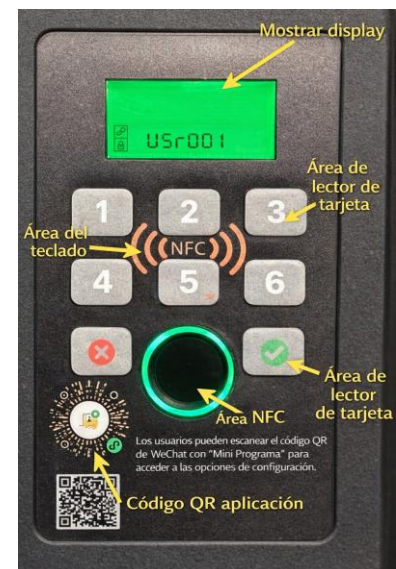 Mostrar display
USr001
Área de
lector de
tarjeta
1 2 3
Área del
teclado
NFC
4 5 6
Área de
lector
de tarjeta
Área NFC
Los usuarios pueden escanear el código QR
de WeChat con "Mini Programa" para
acceder a las opciones de configuración.
Código QR aplicación